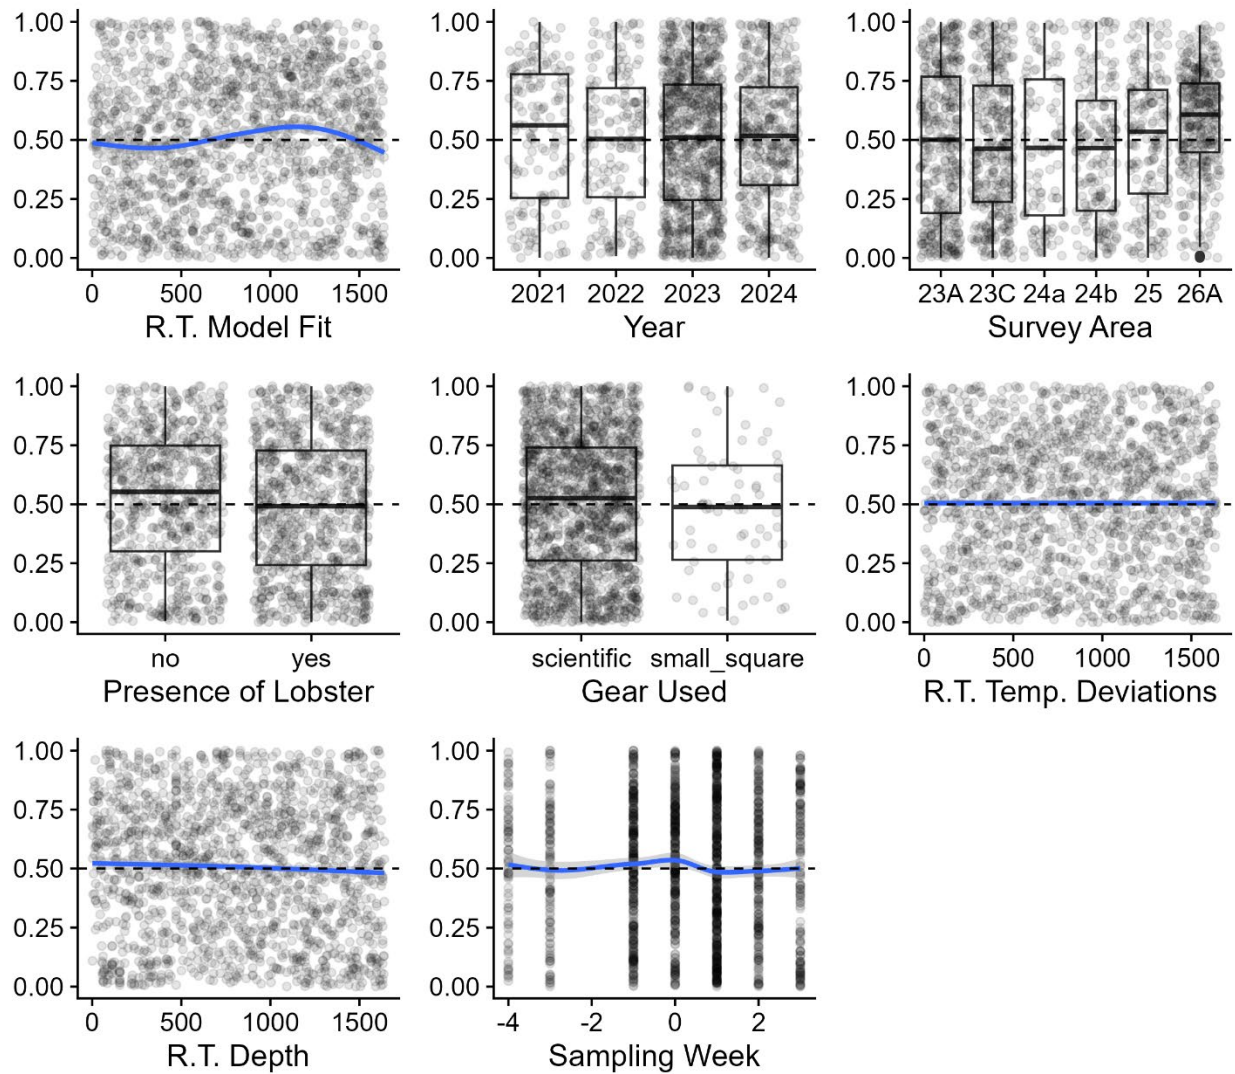 1.00
0.75
0.50
0.25
0.00
0 500 1000 1500
R.T. Model Fit
1.00
0.75
0.50
0.25
0.00
2021 2022 2023 2024
Year
1.00
0.75
0.50
0.25
0.00
23A 23C 24a 24b 25 26A
Survey Area
1.00
0.75
0.50
0.25
0.00
no yes
Presence of Lobster
1.00
0.75
0.50
0.25
0.00
scientific small_square
Gear Used
1.00
0.75
0.50
0.25
0.00
0 500 1000 1500
R.T. Temp. Deviations
1.00
0.75
0.50
0.25
0.00
0 500 1000 1500
R.T. Depth
1.00
0.75
0.50
0.25
0.00
-4 -2 0 2
Sampling Week